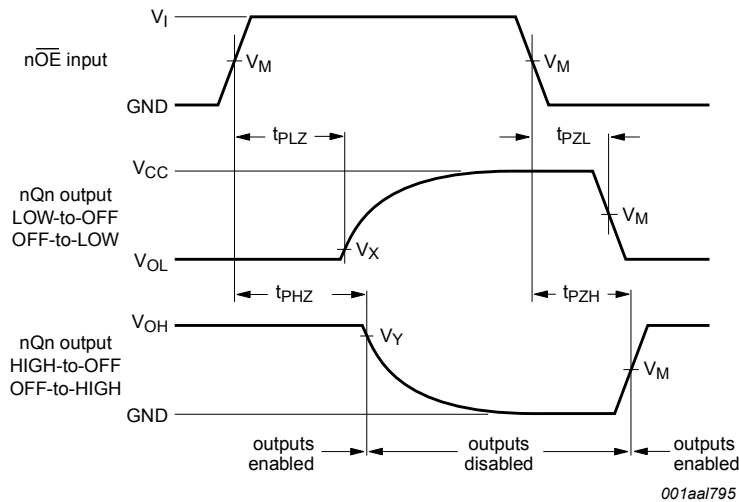 V_I
nO̅E̅ input
V_M
V_M
GND
t_PLZ
t_PZL
V_CC
nQn output
LOW-to-OFF
OFF-to-LOW
V_M
V_X
V_OL
t_PHZ
t_PZH
V_OH
nQn output
HIGH-to-OFF
OFF-to-HIGH
V_Y
V_M
GND
outputs
enabled
outputs
disabled
outputs
enabled
001aal795